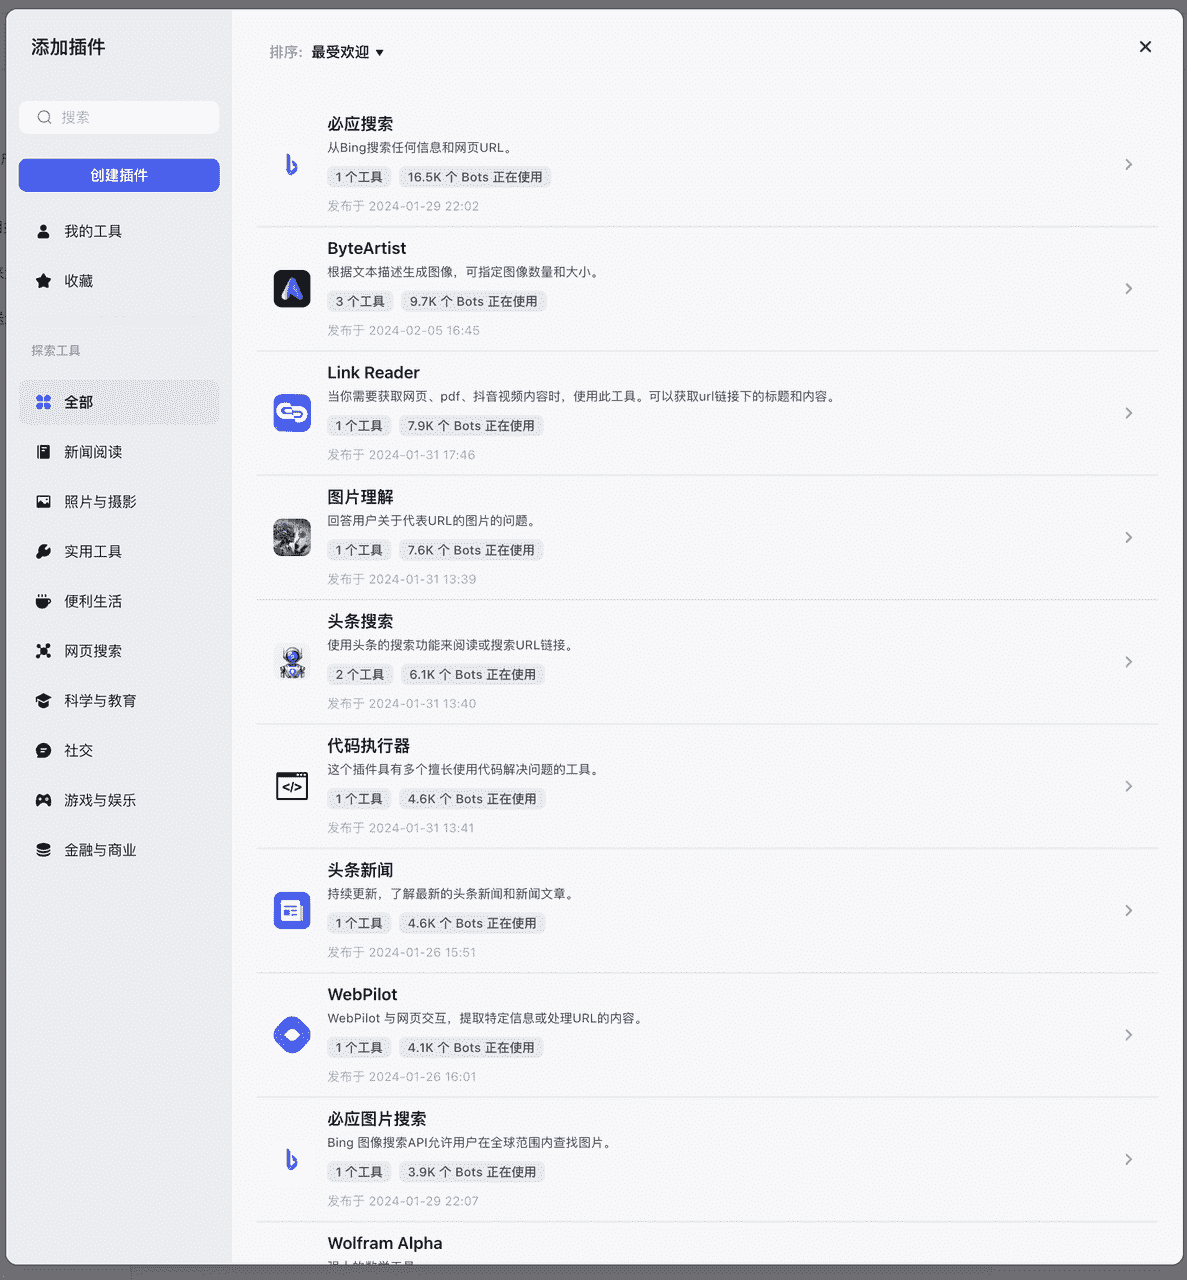 添加插件
搜索
创建插件
我的工具
收藏
探索工具
全部
新闻阅读
照片与摄影
实用工具
便利生活
网页搜索
科学与教育
社交
游戏与娱乐
金融与商业
排序: 最受欢迎
必应搜索
从Bing搜索任何信息和网页URL。
1 个工具 16.5K 个 Bots 正在使用
发布于 2024-01-29 22:02
ByteArtist
根据文本描述生成图像，可指定图像数量和大小。
3 个工具 9.7K 个 Bots 正在使用
发布于 2024-02-05 16:45
Link Reader
当你需要获取网页、pdf、抖音视频内容时，使用此工具。可以获取url链接下的标题和内容。
1 个工具 7.9K 个 Bots 正在使用
发布于 2024-01-31 17:46
图片理解
回答用户关于代表URL的图片的问题。
1 个工具 7.6K 个 Bots 正在使用
发布于 2024-01-31 13:39
头条搜索
使用头条的搜索功能来阅读或搜索URL链接。
2 个工具 6.1K 个 Bots 正在使用
发布于 2024-01-31 13:40
代码执行器
这个插件具有多个擅长使用代码解决问题的工具。
1 个工具 4.6K 个 Bots 正在使用
发布于 2024-01-31 13:41
头条新闻
持续更新，了解最新的头条新闻和新闻文章。
1 个工具 4.6K 个 Bots 正在使用
发布于 2024-01-26 15:51
WebPilot
WebPilot 与网页交互，提取特定信息或处理URL的内容。
1 个工具 4.1K 个 Bots 正在使用
发布于 2024-01-26 16:01
必应图片搜索
Bing 图像搜索API允许用户在全球范围内查找图片。
1 个工具 3.9K 个 Bots 正在使用
发布于 2024-01-29 22:07
Wolfram Alpha